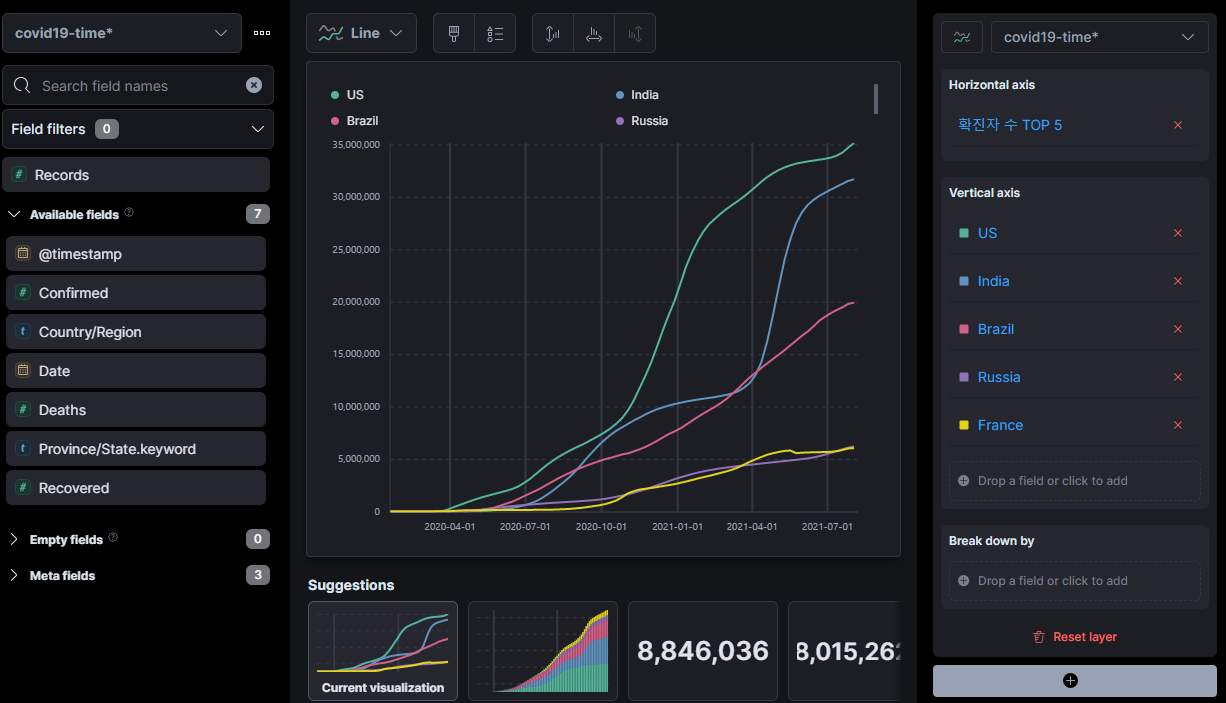 covid19-time*
Search field names
Field filters 0
Records
Available fields 7
@timestamp
Confirmed
Country/Region
Date
Deaths
Province/State.keyword
Recovered
Empty fields 0
Meta fields 3
Line
US
India
Brazil
Russia
35,000,000
30,000,000
25,000,000
20,000,000
15,000,000
10,000,000
5,000,000
0
2020-04-01 2020-07-01 2020-10-01 2021-01-01 2021-04-01 2021-07-01
Suggestions
Current visualization
8,846,036
8,015,262
covid19-time*
Horizontal axis
확진자 수 TOP 5
Vertical axis
US
India
Brazil
Russia
France
Drop a field or click to add
Break down by
Drop a field or click to add
Reset layer